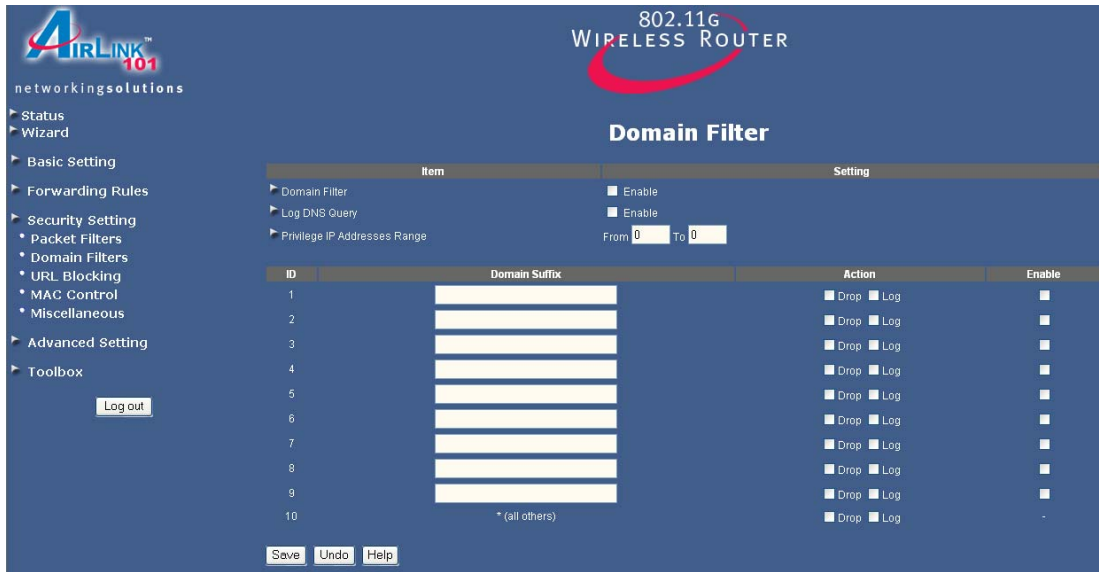 AIRLINK™
101
networkingsolutions
802.11G
WIRELESS ROUTER
Status
Wizard
Basic Setting
Forwarding Rules
Security Setting
• Packet Filters
• Domain Filters
• URL Blocking
• MAC Control
• Miscellaneous
Advanced Setting
Toolbox
Log out
Domain Filter
Item Setting
Domain Filter Enable
Log DNS Query Enable
Privilege IP Addresses Range From 0 To 0
ID Domain Suffix Action Enable
1 Drop Log
2 Drop Log
3 Drop Log
4 Drop Log
5 Drop Log
6 Drop Log
7 Drop Log
8 Drop Log
9 Drop Log
10 * (all others) Drop Log -
Save Undo Help